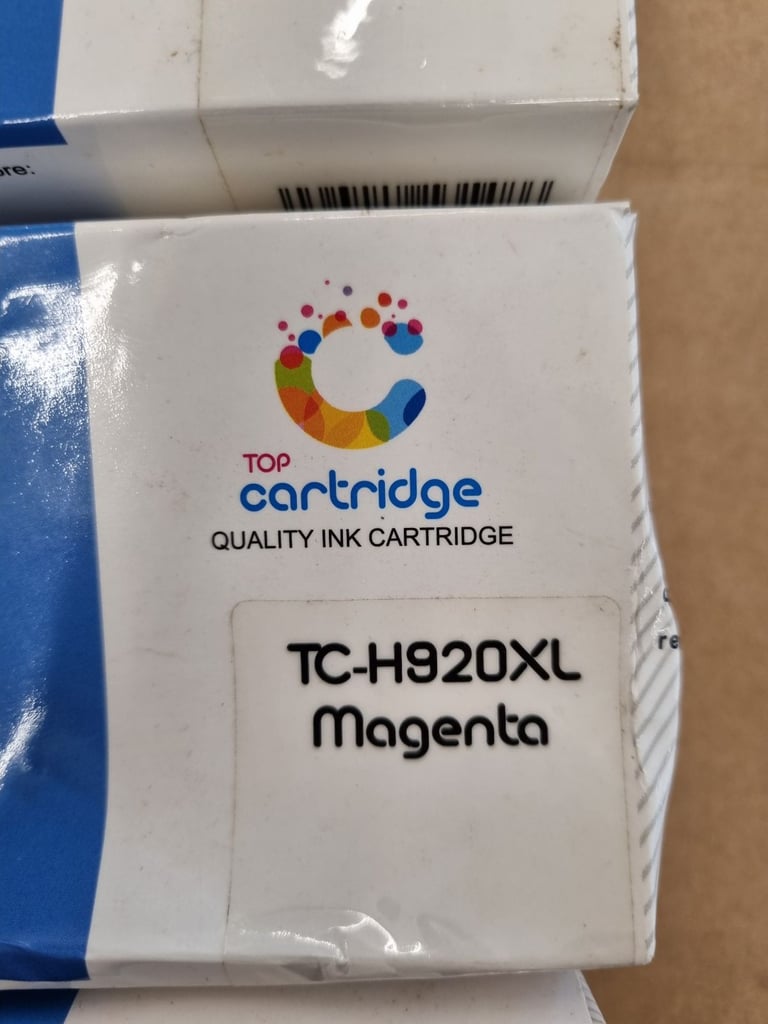 TOP
cartridge
QUALITY INK CARTRIDGE
TC-H920XL
Magenta